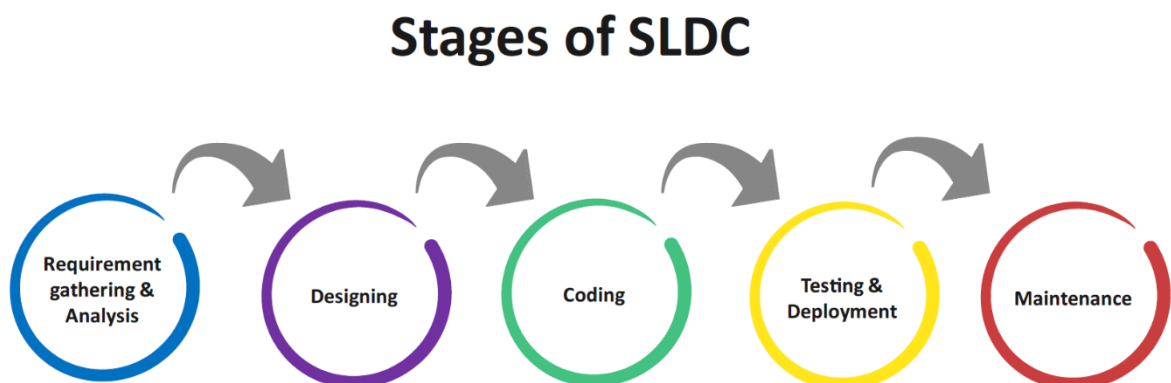 Stages of SLDC
Requirement
gathering &
Analysis
Designing
Coding
Testing &
Deployment
Maintenance